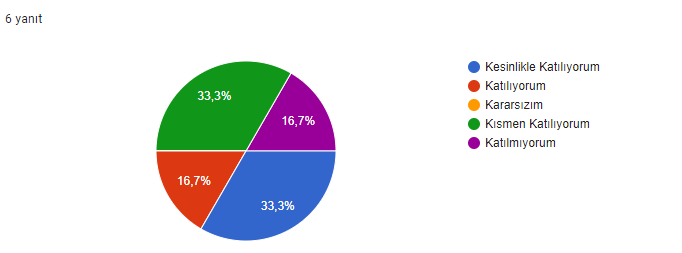 6 yanıt
33,3%
16,7%
16,7%
33,3%
Kesinlikle Katılıyorum
Katılıyorum
Kararsızım
Kısmen Katılıyorum
Katılmıyorum